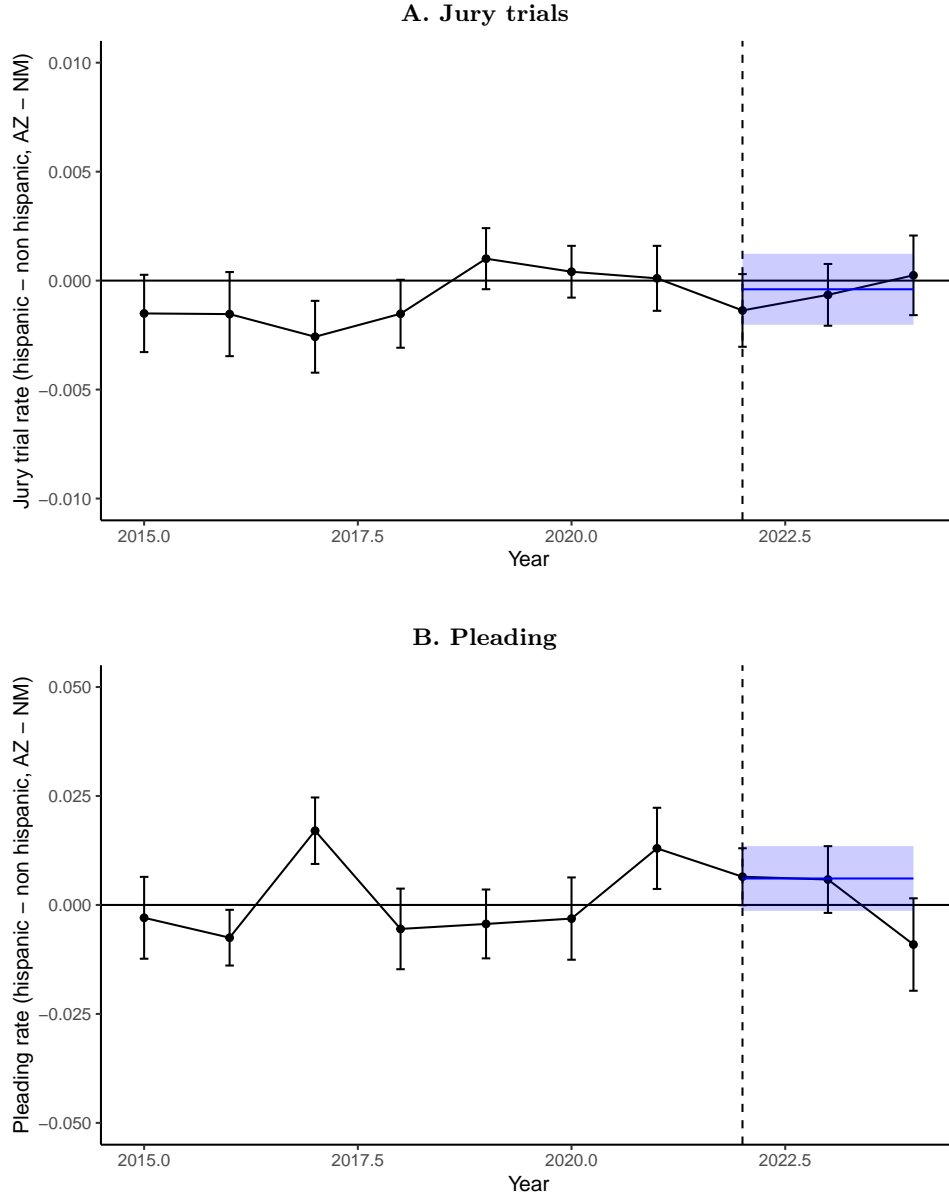 A. Jury trials
Jury trial rate (hispanic − non hispanic, AZ − NM)
0.010
0.005
0.000
−0.005
−0.010
2015.0 2017.5 2020.0 2022.5
Year
B. Pleading
Pleading rate (hispanic − non hispanic, AZ − NM)
0.050
0.025
0.000
−0.025
−0.050
2015.0 2017.5 2020.0 2022.5
Year